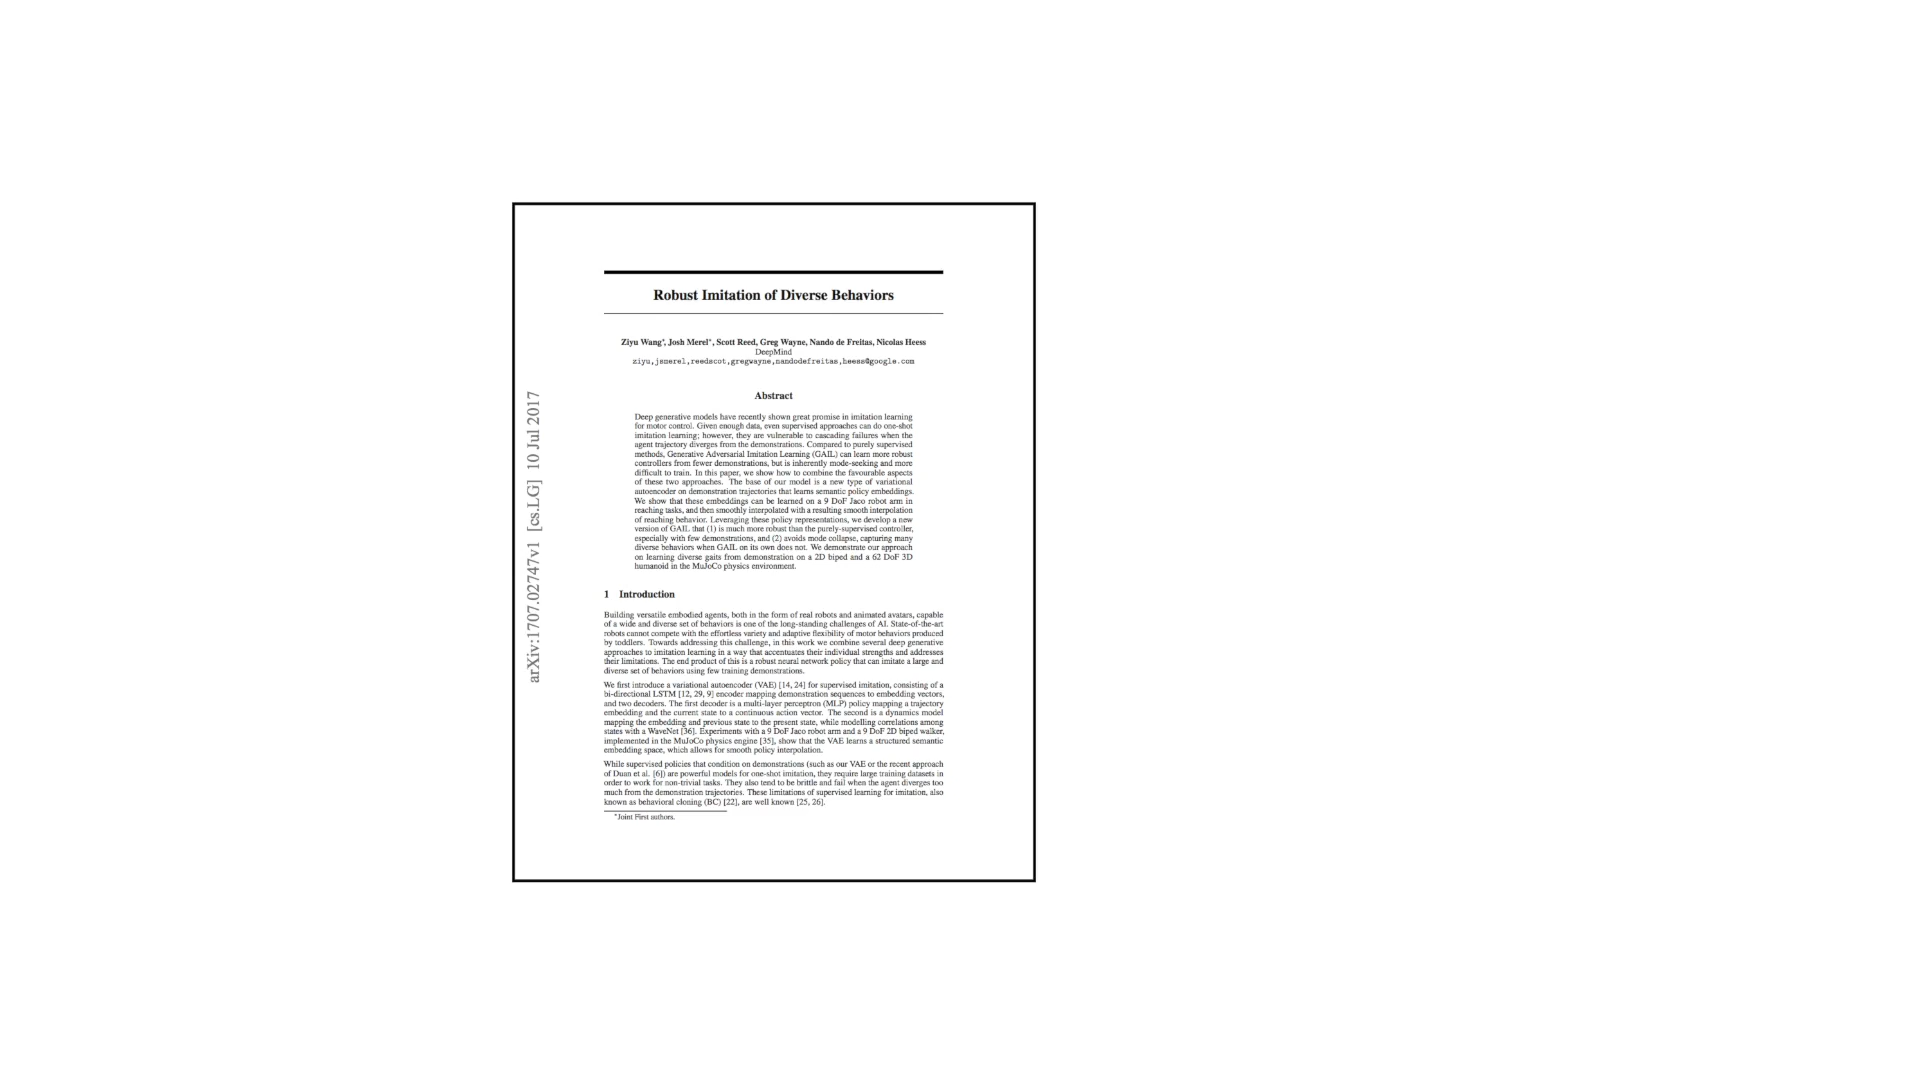 Robust Imitation of Diverse Behaviors
Ziyu Wang*, Josh Merel*, Scott Reed, Greg Wayne, Nando de Freitas, Nicolas Heess
DeepMind
ziyu,jsmerel,reedscot,gregwayne,nandodefreitas,heess@google.com
Abstract
Deep generative models have recently shown great promise in imitation learning
for motor control. Given enough data, even supervised approaches can do one-shot
imitation learning; however, they are vulnerable to cascading failures when the
agent trajectory diverges from the demonstrations. Compared to purely supervised
methods, Generative Adversarial Imitation Learning (GAIL) can learn more robust
controllers from fewer demonstrations, but is inherently mode-seeking and more
difficult to train. In this paper, we show how to combine the favourable aspects
of these two approaches. The base of our model is a new type of variational
autoencoder on demonstration trajectories that learns semantic policy embeddings.
We show that these embeddings can be learned on a 9 DoF Jaco robot arm in
reaching tasks, and then smoothly interpolated with a resulting smooth interpolation
of reaching behavior. Leveraging these policy representations, we develop a new
version of GAIL that (1) is much more robust than the purely-supervised controller,
especially with few demonstrations, and (2) avoids mode collapse, capturing many
diverse behaviors when GAIL on its own does not. We demonstrate our approach
on learning diverse gaits from demonstration on a 2D biped and a 62 DoF 3D
humanoid in the MuJoCo physics environment.
1 Introduction
Building versatile embodied agents, both in the form of real robots and animated avatars, capable
of a wide and diverse set of behaviors is one of the long-standing challenges of AI. State-of-the-art
robots cannot compete with the effortless variety and adaptive flexibility of motor behaviors produced
by toddlers. Towards addressing this challenge, in this work we combine several deep generative
approaches to imitation learning in a way that accentuates their individual strengths and addresses
their limitations. The end product of this is a robust neural network policy that can imitate a large and
diverse set of behaviors using few training demonstrations.
We first introduce a variational autoencoder (VAE) [14, 24] for supervised imitation, consisting of a
bi-directional LSTM [12, 29, 9] encoder mapping demonstration sequences to embedding vectors,
and two decoders. The first decoder is a multi-layer perceptron (MLP) policy mapping a trajectory
embedding and the current state to a continuous action vector. The second is a dynamics model
mapping the embedding and previous state to the present state, while modelling correlations among
states with a WaveNet [36]. Experiments with a 9 DoF Jaco robot arm and a 9 DoF 2D biped walker,
implemented in the MuJoCo physics engine [35], show that the VAE learns a structured semantic
embedding space, which allows for smooth policy interpolation.
While supervised policies that condition on demonstrations (such as our VAE or the recent approach
of Duan et al. [6]) are powerful models for one-shot imitation, they require large training datasets in
order to work for non-trivial tasks. They also tend to be brittle and fail when the agent diverges too
much from the demonstration trajectories. These limitations of supervised learning for imitation, also
known as behavioral cloning (BC) [22], are well known [25, 26].
*Joint First authors.
arXiv:1707.02747v1 [cs.LG] 10 Jul 2017